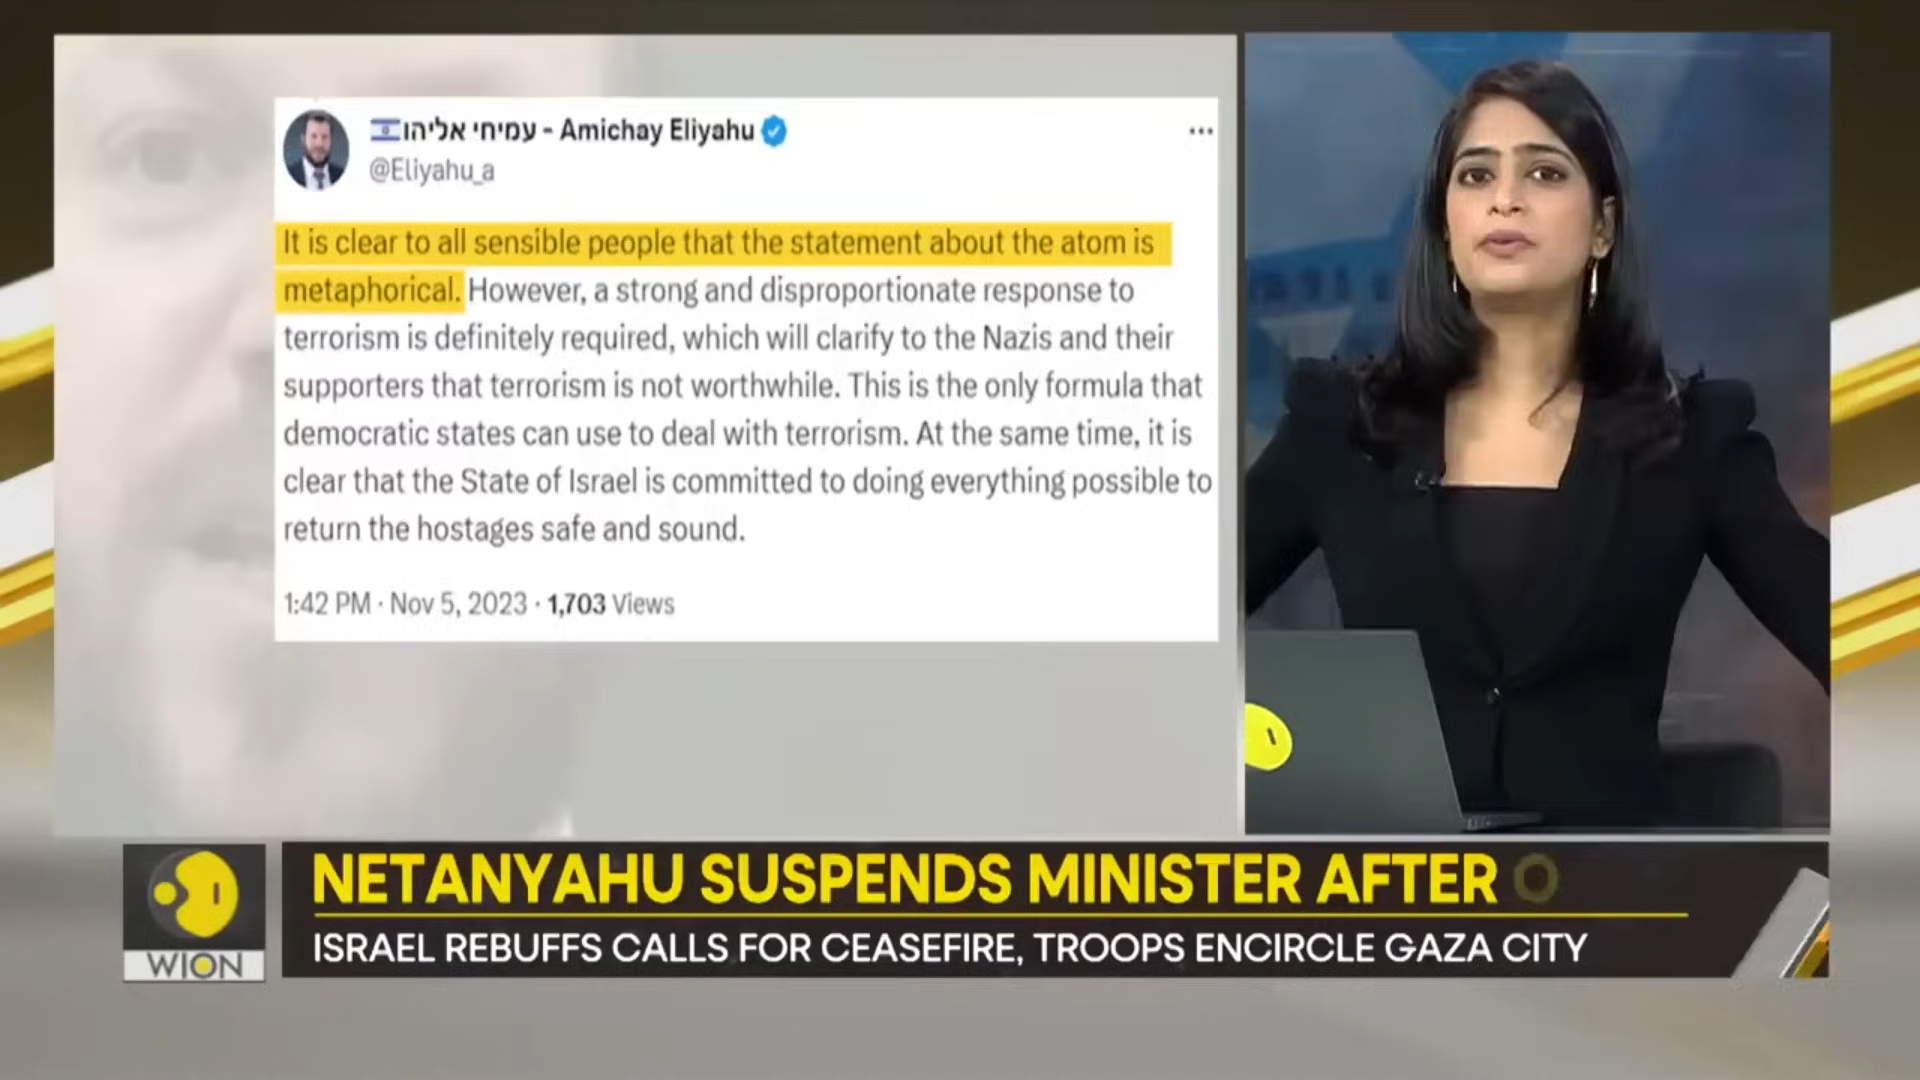 עמיחי אליהו - Amichay Eliyahu
@Eliyahu_a
It is clear to all sensible people that the statement about the atom is
metaphorical. However, a strong and disproportionate response to
terrorism is definitely required, which will clarify to the Nazis and their
supporters that terrorism is not worthwhile. This is the only formula that
democratic states can use to deal with terrorism. At the same time, it is
clear that the State of Israel is committed to doing everything possible to
return the hostages safe and sound.
1:42 PM · Nov 5, 2023 · 1,703 Views
NETANYAHU SUSPENDS MINISTER AFTER
ISRAEL REBUFFS CALLS FOR CEASEFIRE, TROOPS ENCIRCLE GAZA CITY
WION